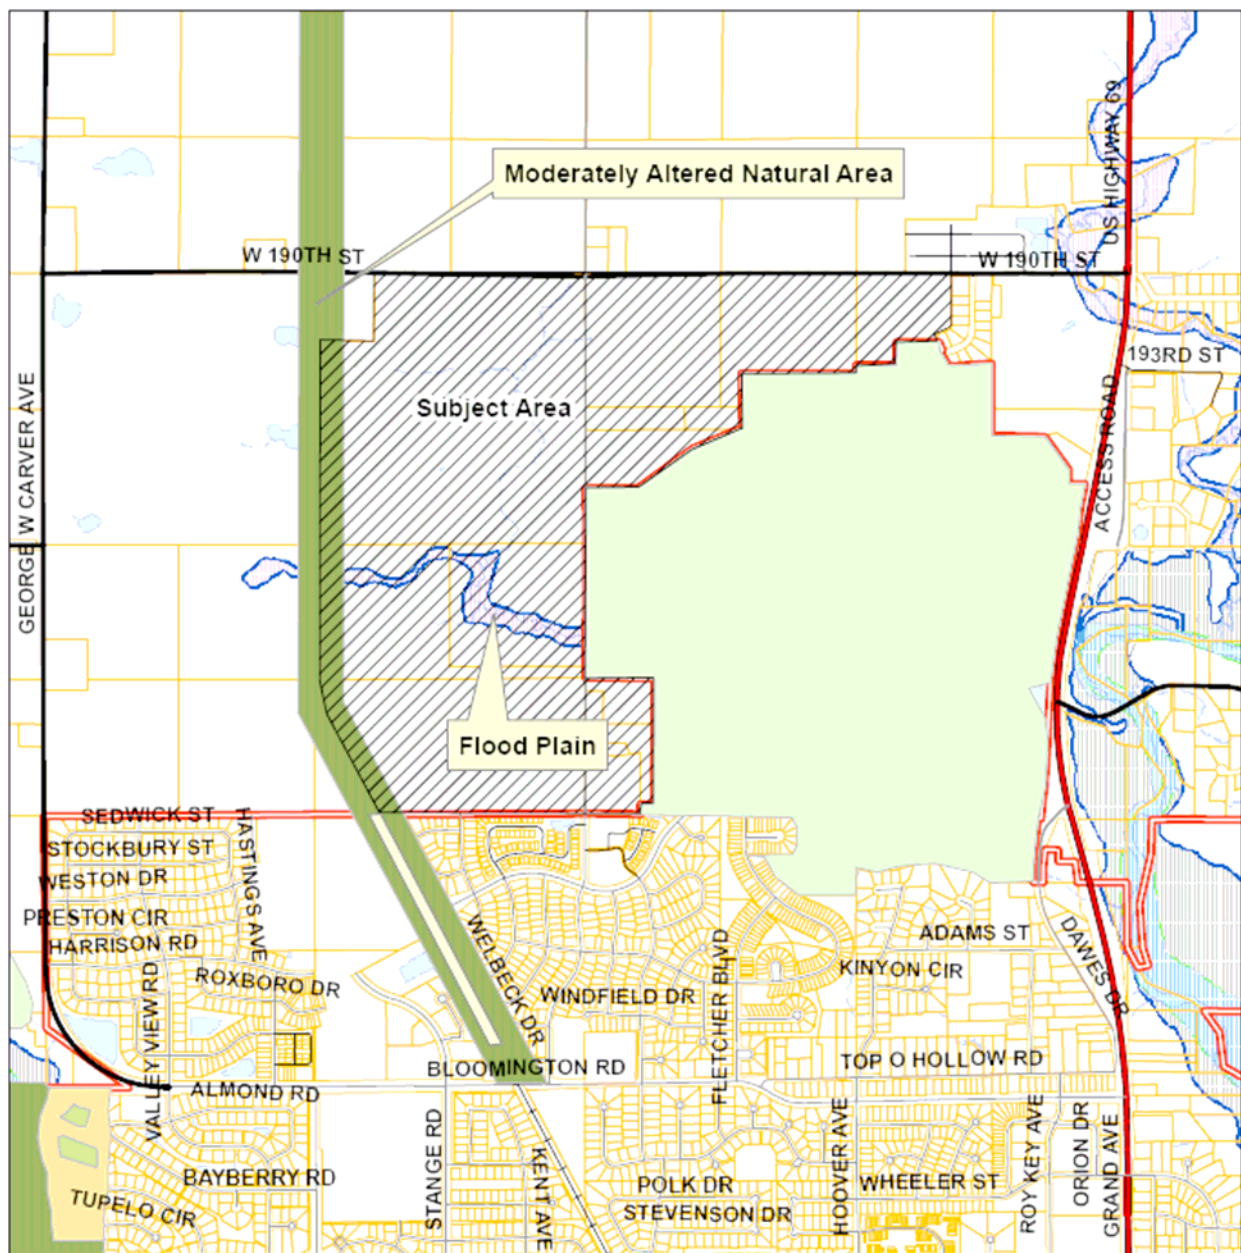 US HIGHWAY 69
Moderately Altered Natural Area
W 190TH ST
W 190TH ST
193RD ST
GEORGE W CARVER AVE
Subject Area
ACCESS ROAD
Flood Plain
SEDWICK ST
HASTINGS AVE
STOCKBURY ST
WESTON DR
PRESTON CIR
HARRISON RD
WELBECK DR
FLETCHER BLVD
ADAMS ST
DAWES DR
KINYON CIR
VALLEY VIEW RD
ROXBORO DR
WINDFIELD DR
BLOOMINGTON RD
TOP O HOLLOW RD
ALMOND RD
STANGE RD
KENT AVE
HOOVER AVE
ROY KEY AVE
ORION DR
GRAND AVE
BAYBERRY RD
POLK DR
WHEELER ST
TUPELO CIR
STEVENSON DR